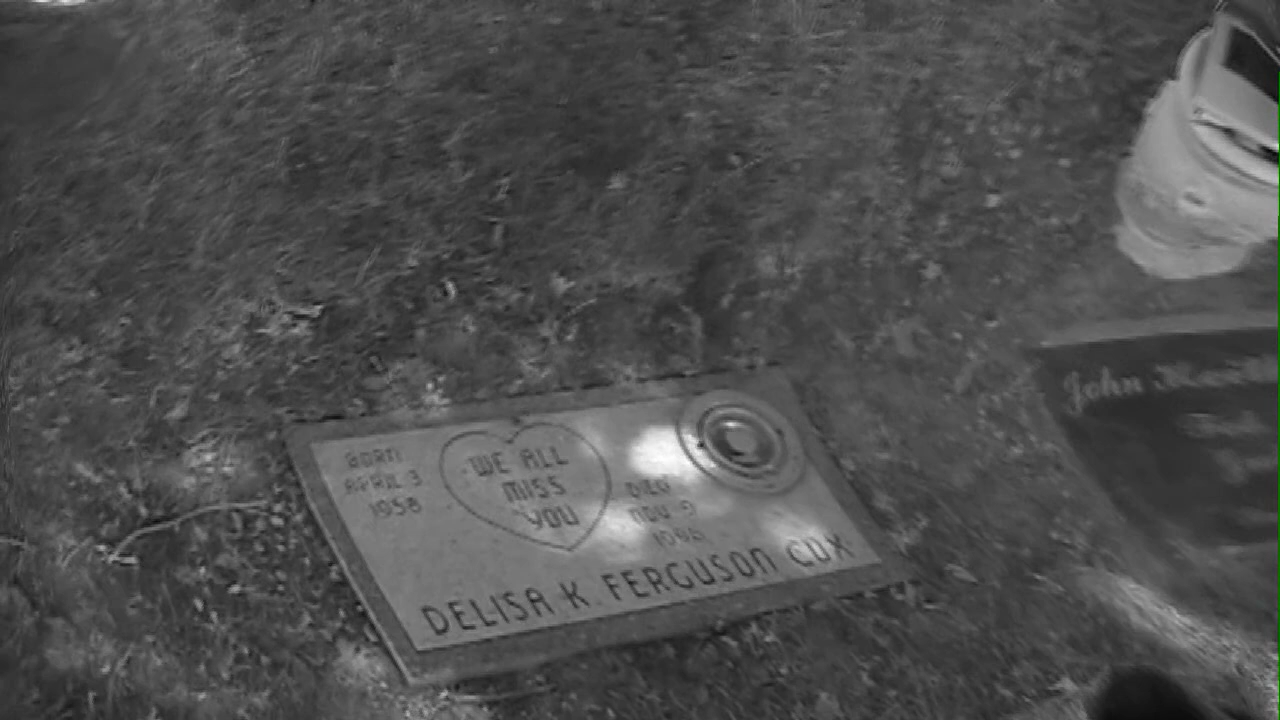 BORN
APRIL 3
1958
WE ALL
MISS
YOU
DIED
NOV 9
DELISA K. FERGUSON COX
John